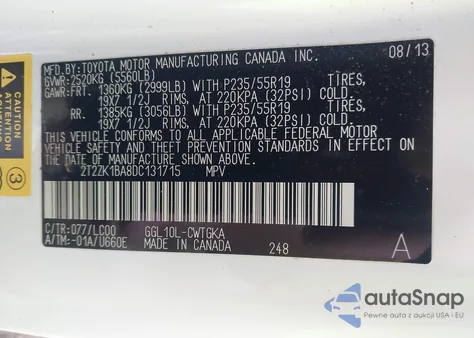 MFD.BY:TOYOTA MOTOR MANUFACTURING CANADA INC. 08/13
GVWR:2520KG (5560LB)
GAWR:FRT. 1360KG (2999LB) WITH P235/55R19 TIRES,
19X7 1/2J RIMS, AT 220KPA (32PSI) COLD.
RR. 1385KG (3056LB) WITH P235/55R19 TIRES,
19X7 1/2J RIMS, AT 220KPA (32PSI) COLD.
THIS VEHICLE CONFORMS TO ALL APPLICABLE FEDERAL MOTOR
VEHICLE SAFETY AND THEFT PREVENTION STANDARDS IN EFFECT ON
THE DATE OF MANUFACTURE SHOWN ABOVE.
2T2ZK1BA8DC131715 MPV
C/TR:077/LC00 GGL10L-CWTGKA
A/TM:-01A/U660E MADE IN CANADA 248 A
3
autoSnap
Pewne auta z aukcji USA i EU